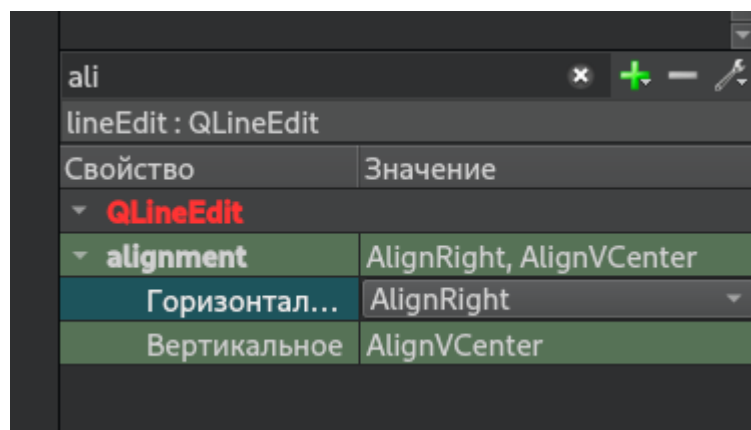 ali
lineEdit : QLineEdit
Свойство Значение
QLineEdit
alignment AlignRight, AlignVCenter
Горизонтал... AlignRight
Вертикальное AlignVCenter